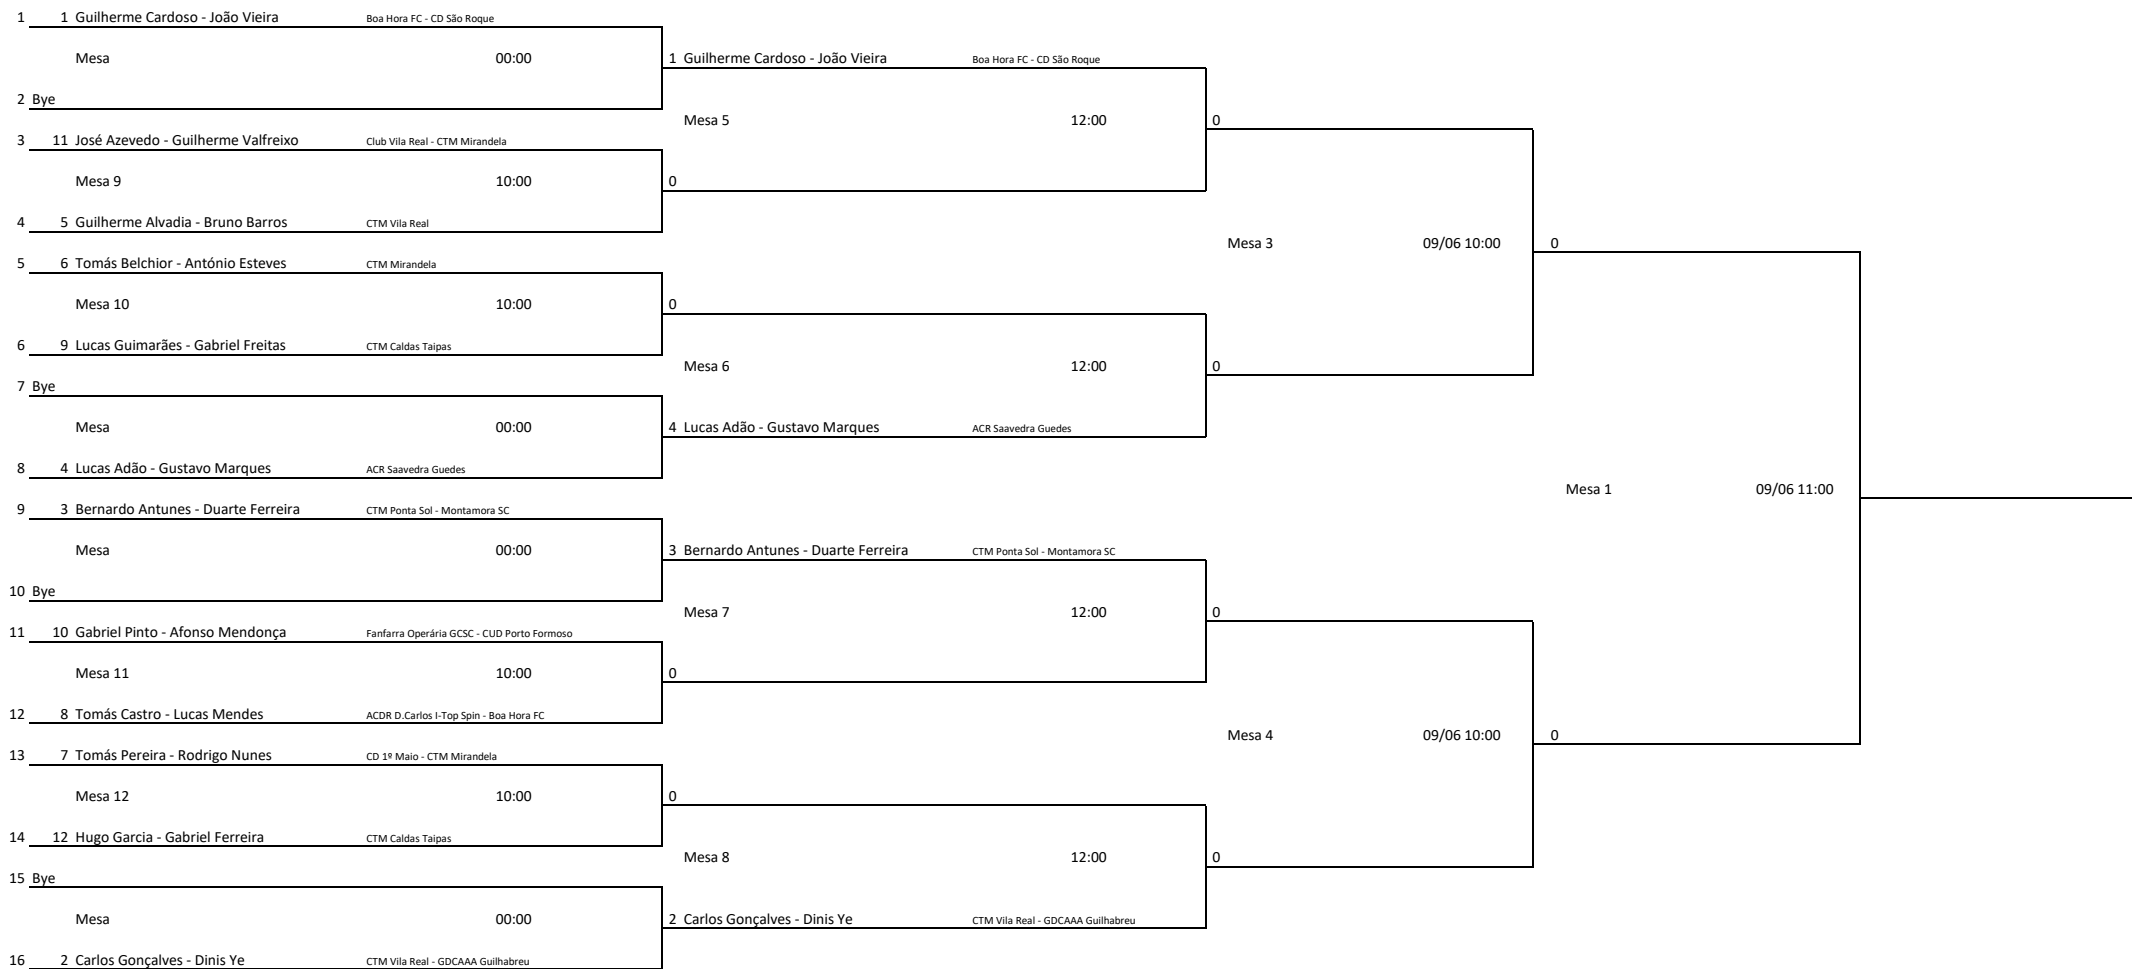 1 1 Guilherme Cardoso - João Vieira Boa Hora FC - CD São Roque
Mesa 00:00 1 Guilherme Cardoso - João Vieira Boa Hora FC - CD São Roque
2 Bye
Mesa 5 12:00 0
3 11 José Azevedo - Guilherme Valfreixo Club Vila Real - CTM Mirandela
Mesa 9 10:00 0
4 5 Guilherme Alvadia - Bruno Barros CTM Vila Real
Mesa 3 09/06 10:00 0
5 6 Tomás Belchior - António Esteves CTM Mirandela
Mesa 10 10:00 0
6 9 Lucas Guimarães - Gabriel Freitas CTM Caldas Taipas
Mesa 6 12:00 0
7 Bye
Mesa 00:00 4 Lucas Adão - Gustavo Marques ACR Saavedra Guedes
8 4 Lucas Adão - Gustavo Marques ACR Saavedra Guedes
Mesa 1 09/06 11:00
9 3 Bernardo Antunes - Duarte Ferreira CTM Ponta Sol - Montamora SC
Mesa 00:00 3 Bernardo Antunes - Duarte Ferreira CTM Ponta Sol - Montamora SC
10 Bye
Mesa 7 12:00 0
11 10 Gabriel Pinto - Afonso Mendonça Fanfarra Operária GCSC - CUD Porto Formoso
Mesa 11 10:00 0
12 8 Tomás Castro - Lucas Mendes ACDR D.Carlos I-Top Spin - Boa Hora FC
Mesa 4 09/06 10:00 0
13 7 Tomás Pereira - Rodrigo Nunes CD 1º Maio - CTM Mirandela
Mesa 12 10:00 0
14 12 Hugo Garcia - Gabriel Ferreira CTM Caldas Taipas
Mesa 8 12:00 0
15 Bye
Mesa 00:00 2 Carlos Gonçalves - Dinis Ye CTM Vila Real - GDCAAA Guilhabreu
16 2 Carlos Gonçalves - Dinis Ye CTM Vila Real - GDCAAA Guilhabreu